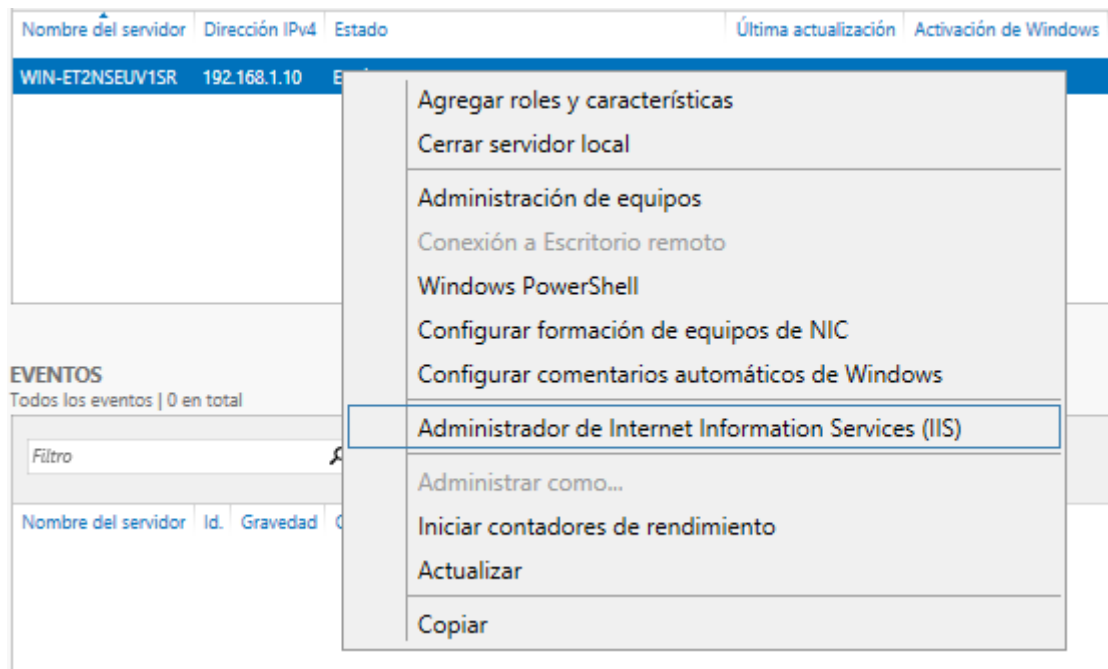 Nombre del servidor Dirección IPv4 Estado Última actualización Activación de Windows
WIN-ET2NSEUV1SR 192.168.1.10
Agregar roles y características
Cerrar servidor local
Administración de equipos
Conexión a Escritorio remoto
Windows PowerShell
Configurar formación de equipos de NIC
Configurar comentarios automáticos de Windows
Administrador de Internet Information Services (IIS)
Administrar como...
Iniciar contadores de rendimiento
Actualizar
Copiar
EVENTOS
Todos los eventos | 0 en total
Filtro
Nombre del servidor Id. Gravedad